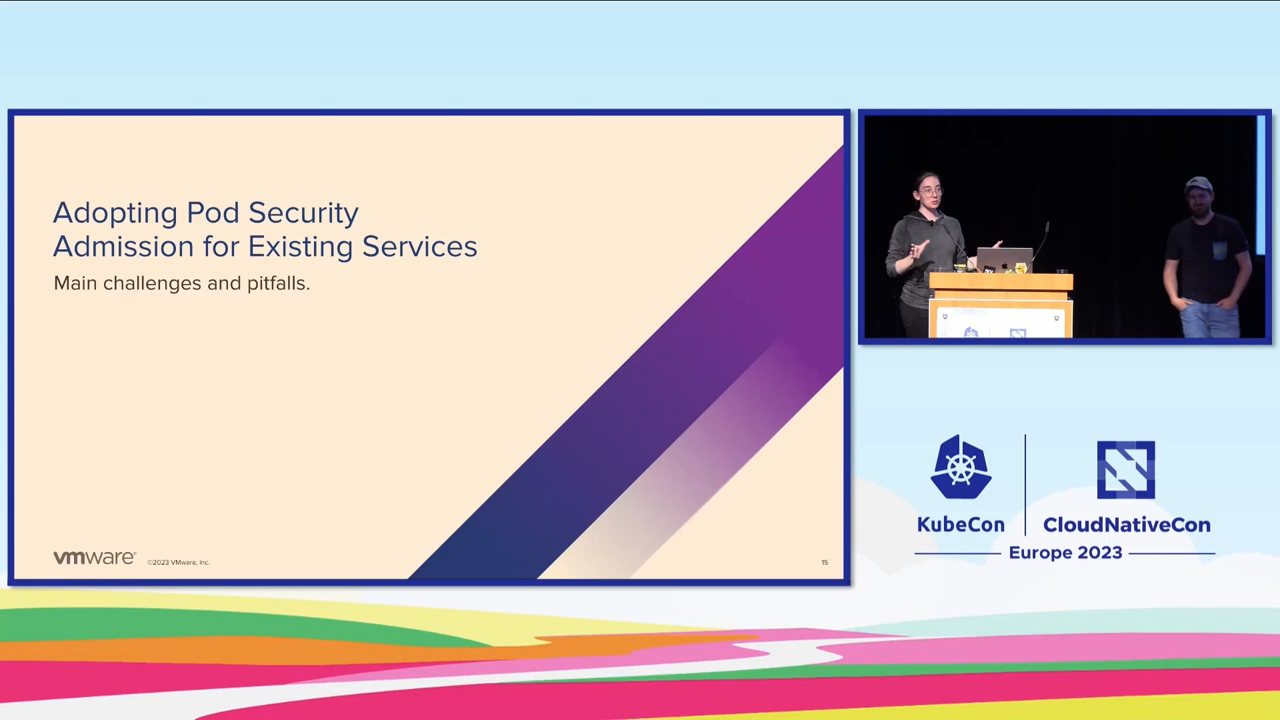 Adopting Pod Security
Admission for Existing Services
Main challenges and pitfalls.
vmware®
©2023 VMware, Inc.
15
KubeCon
CloudNativeCon
Europe 2023